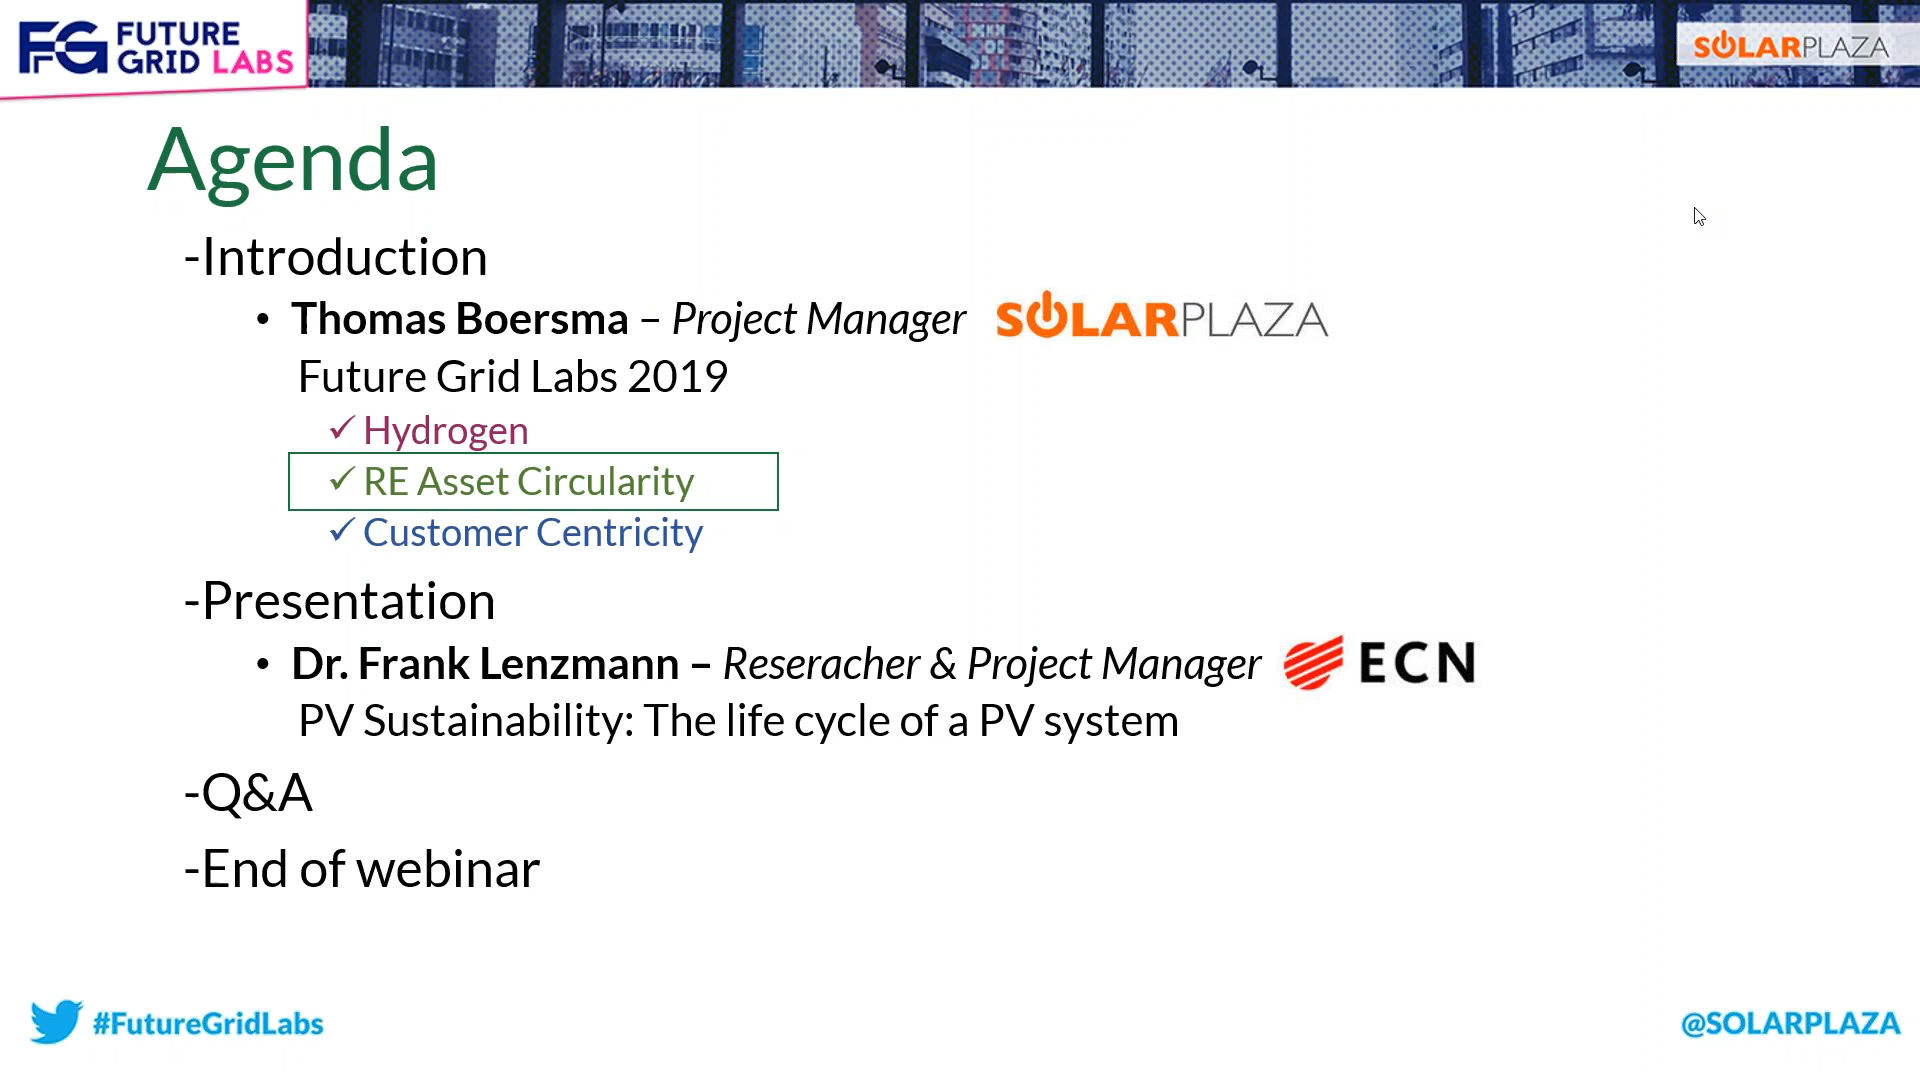 FG FUTURE GRID LABS
SOLARPLAZA
Agenda
-Introduction
• Thomas Boersma – Project Manager SOLARPLAZA
Future Grid Labs 2019
✓ Hydrogen
✓ RE Asset Circularity
✓ Customer Centricity
-Presentation
• Dr. Frank Lenzmann – Reseracher & Project Manager ECN
PV Sustainability: The life cycle of a PV system
-Q&A
-End of webinar
#FutureGridLabs
@SOLARPLAZA